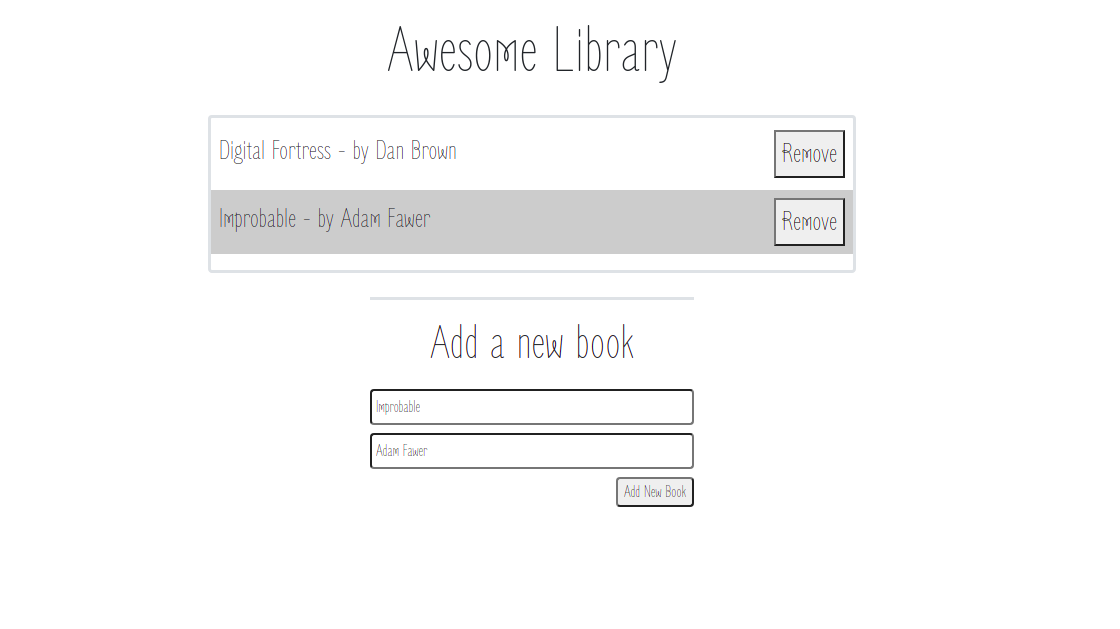 Awesome Library
Digital Fortress - by Dan Brown
Remove
Improbable - by Adam Fawer
Remove
Add a new book
Improbable
Adam Fawer
Add New Book